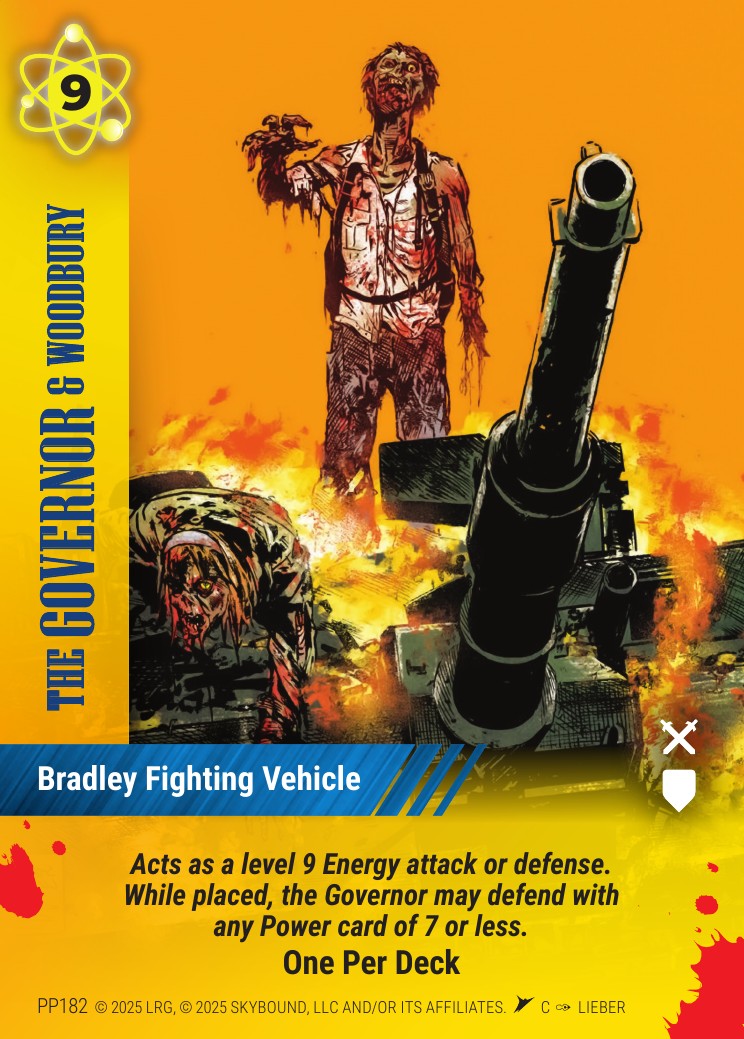 9
THE GOVERNOR & WOODBURY
Bradley Fighting Vehicle
Acts as a level 9 Energy attack or defense.
While placed, the Governor may defend with
any Power card of 7 or less.
One Per Deck
PP182 © 2025 LRG, © 2025 SKYBOUND, LLC AND/OR ITS AFFILIATES. C LIEBER